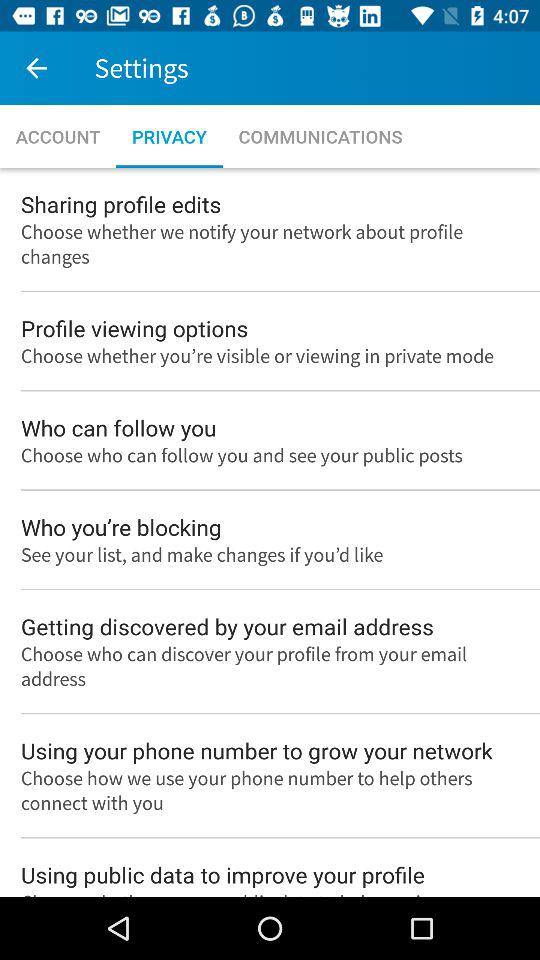 4:07
Settings
ACCOUNT PRIVACY COMMUNICATIONS
Sharing profile edits
Choose whether we notify your network about profile
changes
Profile viewing options
Choose whether you’re visible or viewing in private mode
Who can follow you
Choose who can follow you and see your public posts
Who you’re blocking
See your list, and make changes if you’d like
Getting discovered by your email address
Choose who can discover your profile from your email
address
Using your phone number to grow your network
Choose how we use your phone number to help others
connect with you
Using public data to improve your profile